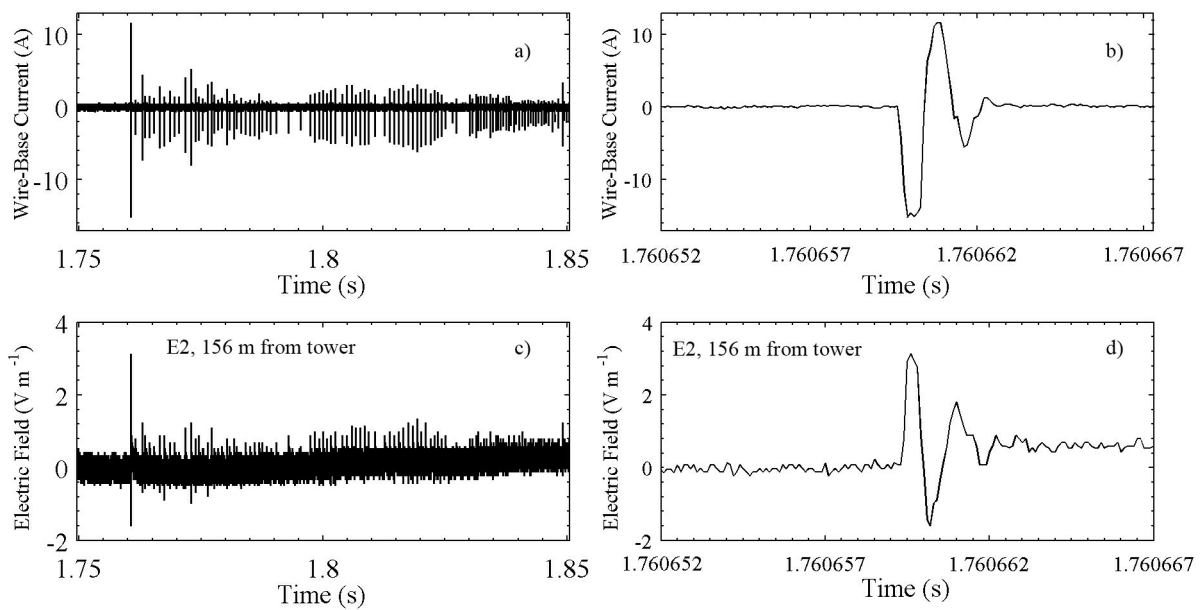 10
0
-10
Wire-Base Current (A)
a)
1.75
1.8
1.85
Time (s)
10
0
-10
Wire-Base Current (A)
b)
1.760652
1.760657
1.760662
1.760667
Time (s)
4
2
0
-2
Electric Field (V m⁻¹)
E2, 156 m from tower
c)
1.75
1.8
1.85
Time (s)
4
2
0
-2
Electric Field (V m⁻¹)
E2, 156 m from tower
d)
1.760652
1.760657
1.760662
1.760667
Time (s)